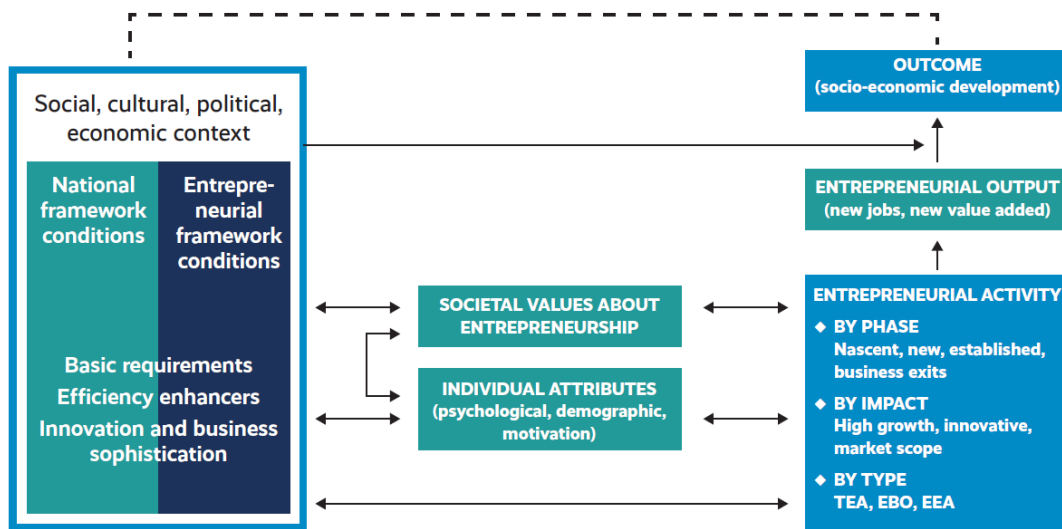 Social, cultural, political,
economic context
National
framework
conditions
Entrepre-
neurial
framework
conditions
Basic requirements
Efficiency enhancers
Innovation and business
sophistication
SOCIETAL VALUES ABOUT
ENTREPRENEURSHIP
INDIVIDUAL ATTRIBUTES
(psychological, demographic,
motivation)
OUTCOME
(socio-economic development)
ENTREPRENEURIAL OUTPUT
(new jobs, new value added)
ENTREPRENEURIAL ACTIVITY
◆ BY PHASE
Nascent, new, established,
business exits
◆ BY IMPACT
High growth, innovative,
market scope
◆ BY TYPE
TEA, EBO, EEA